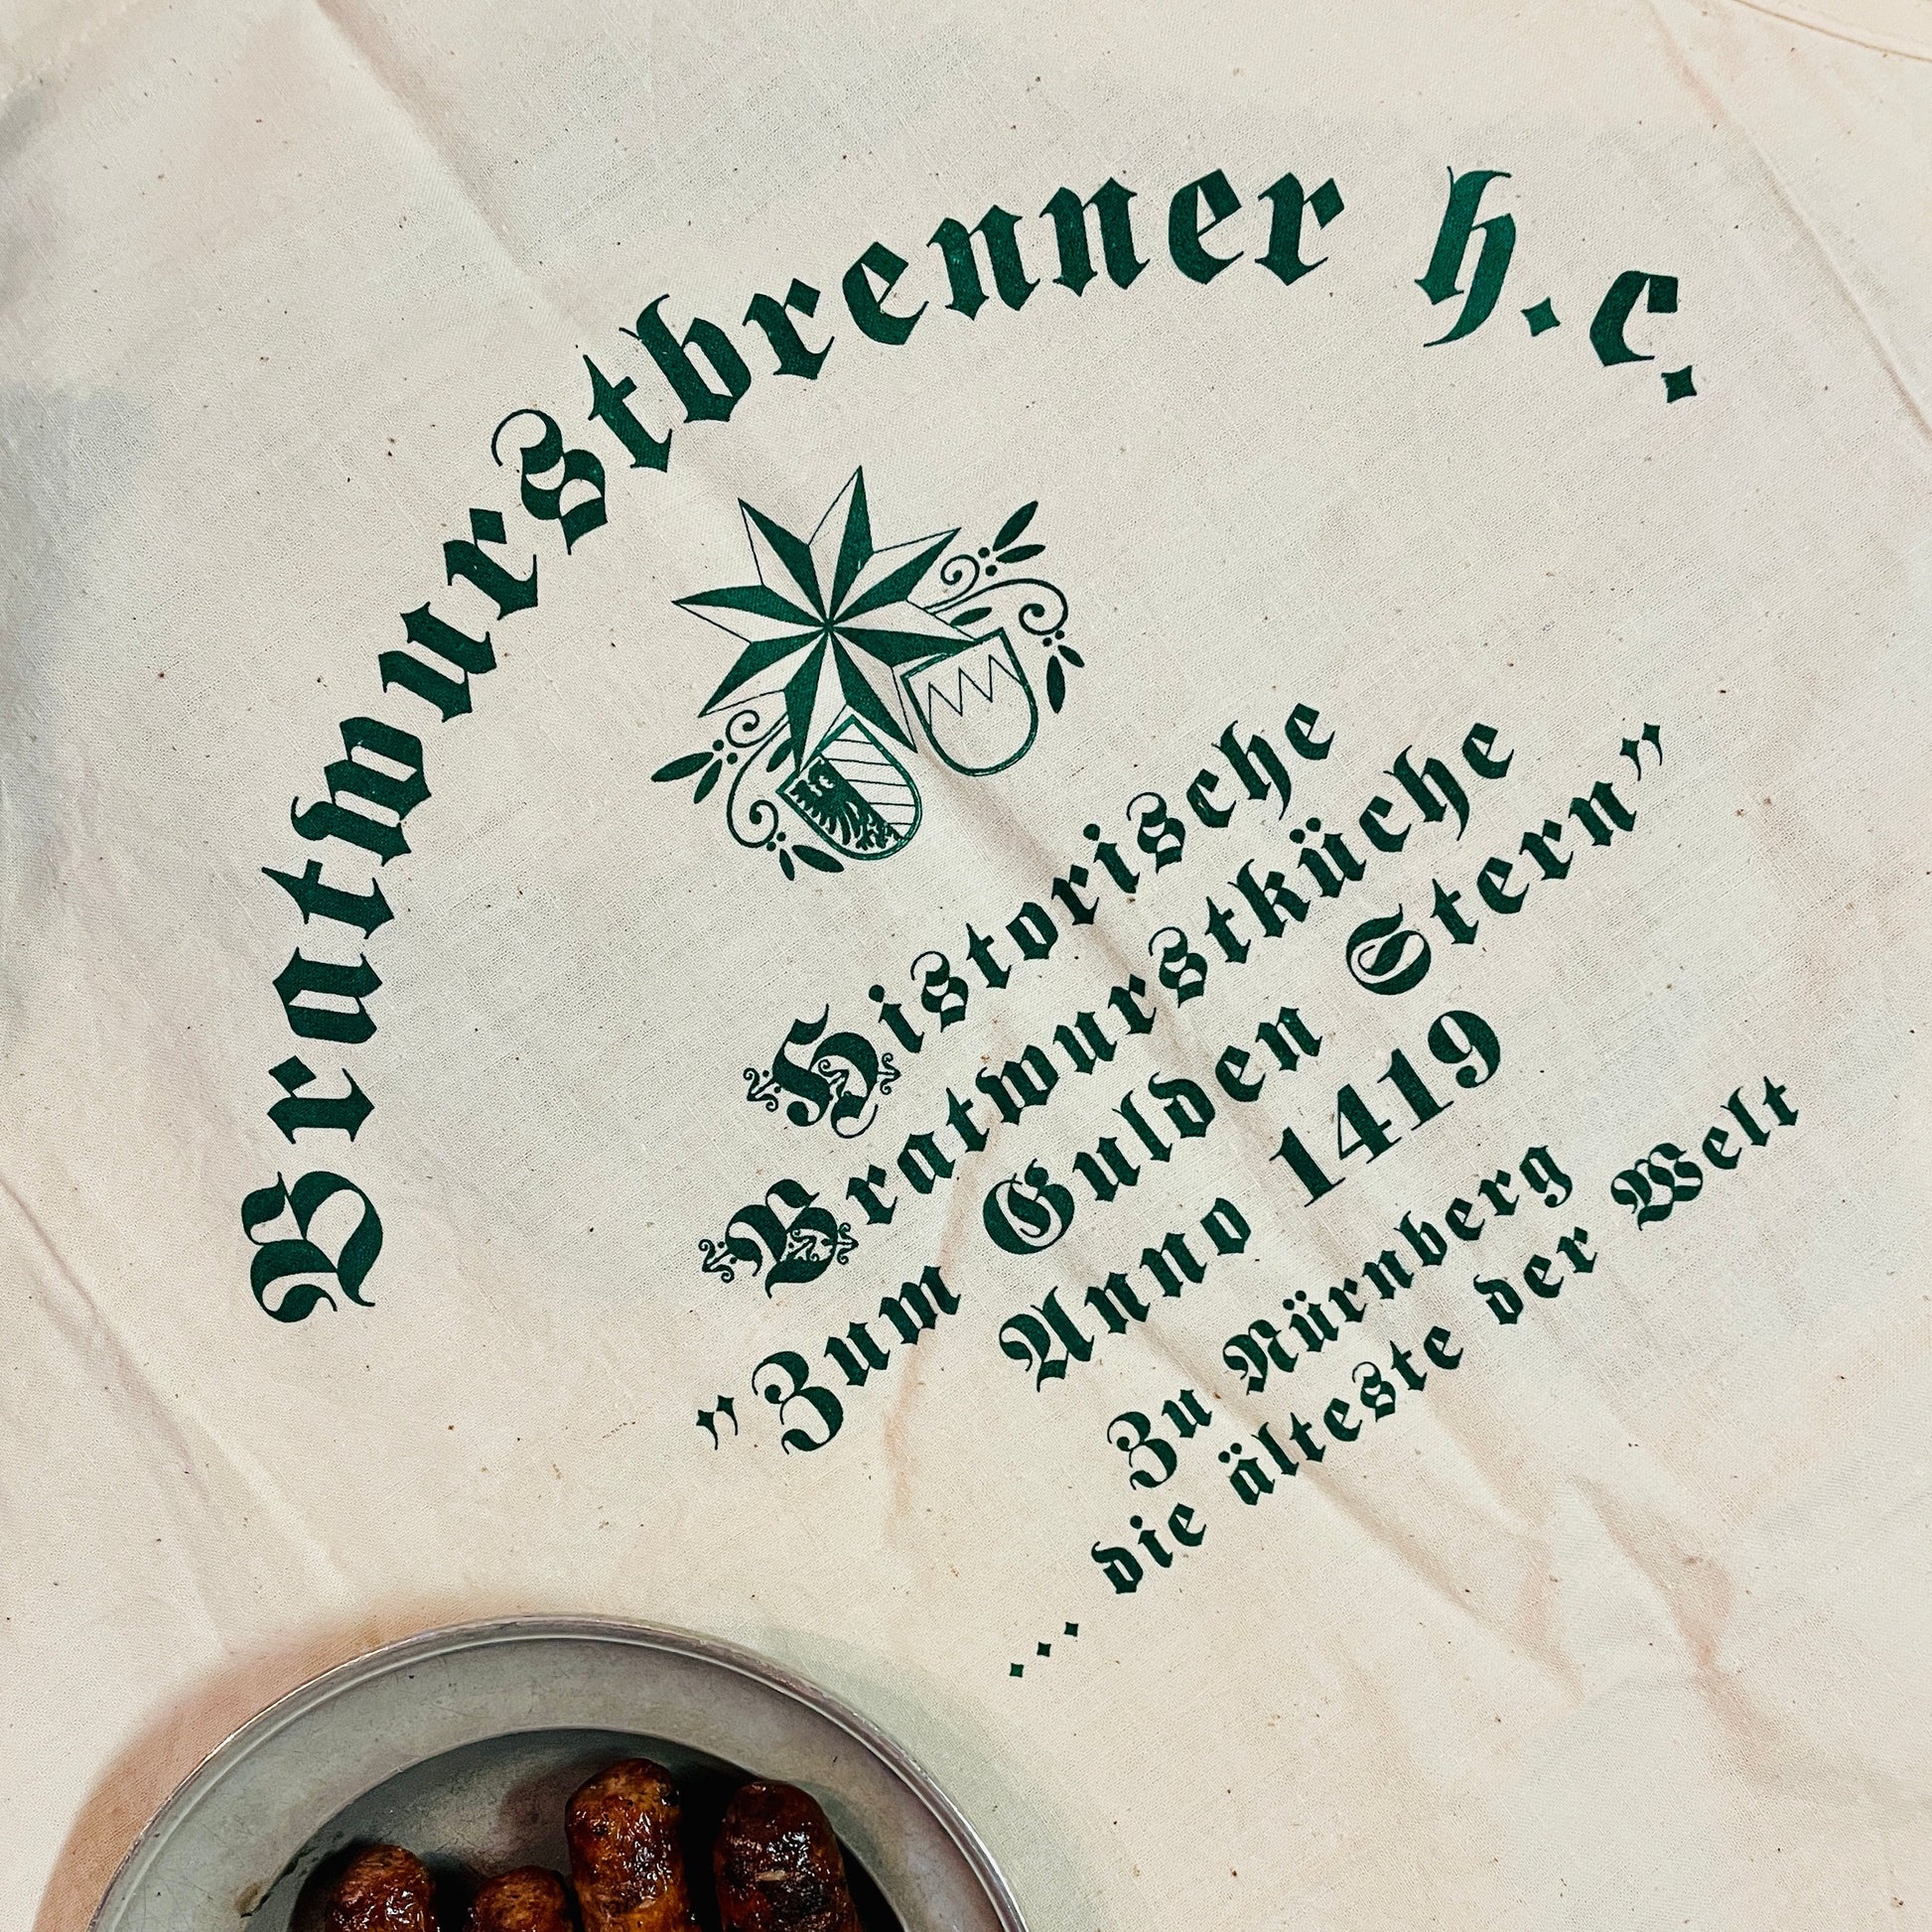 Bratwurstbrenner h.c.
Historische
Bratwurstküche
"Zum Gulden Stern"
Anno 1419
Zu Nürnberg
... die älteste der Welt